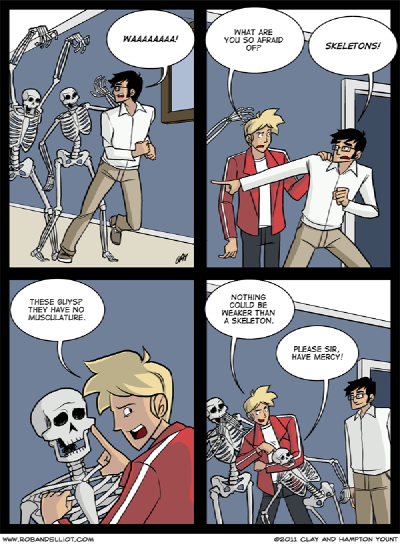 WAAAAAAA!
WHAT ARE
YOU SO AFRAID
OF?
SKELETONS!
THESE GUYS?
THEY HAVE NO
MUSCULATURE.
NOTHING
COULD BE
WEAKER THAN
A SKELETON.
PLEASE SIR,
HAVE MERCY!
WWW.ROBANDELLIOT.COM
©2011 CLAY AND HAMPTON YOUNT